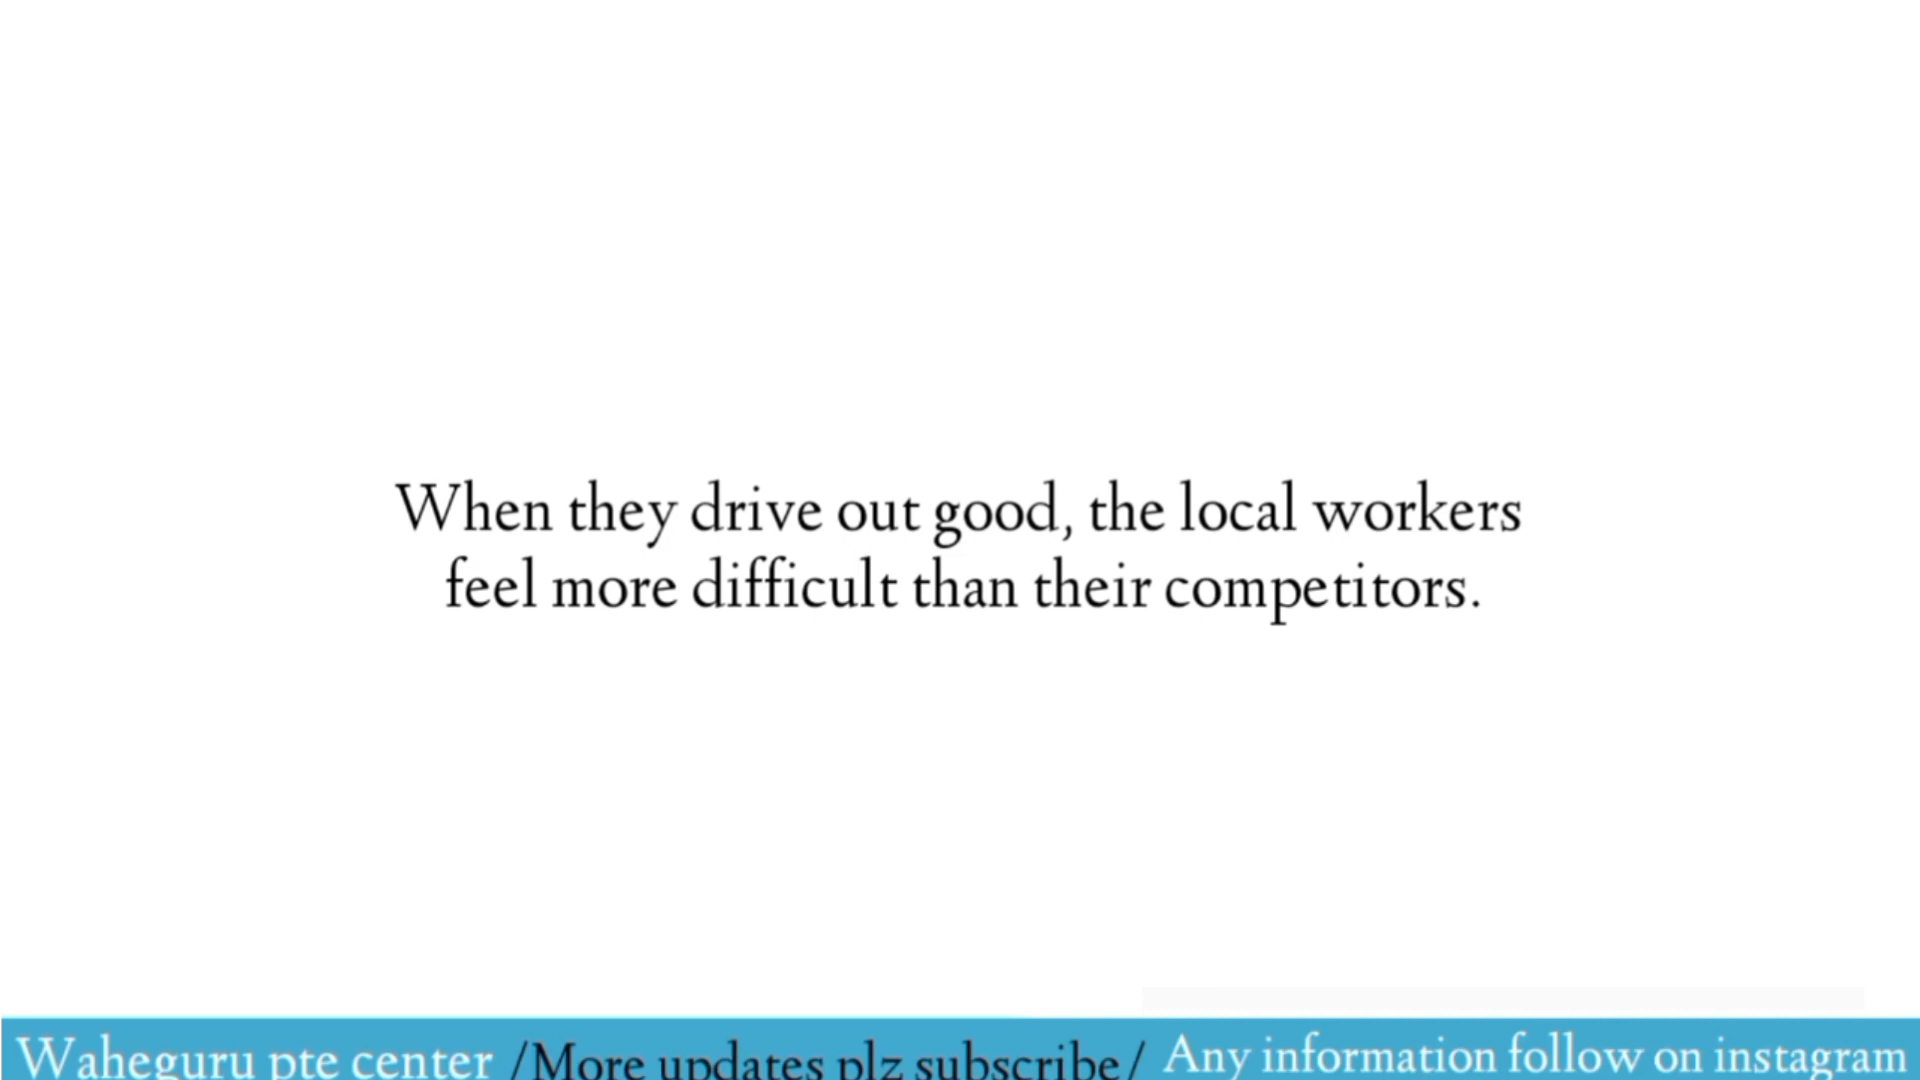 When they drive out good, the local workers
feel more difficult than their competitors.
Waheguru pte center /More updates plz subscribe/ Any information follow on instagram